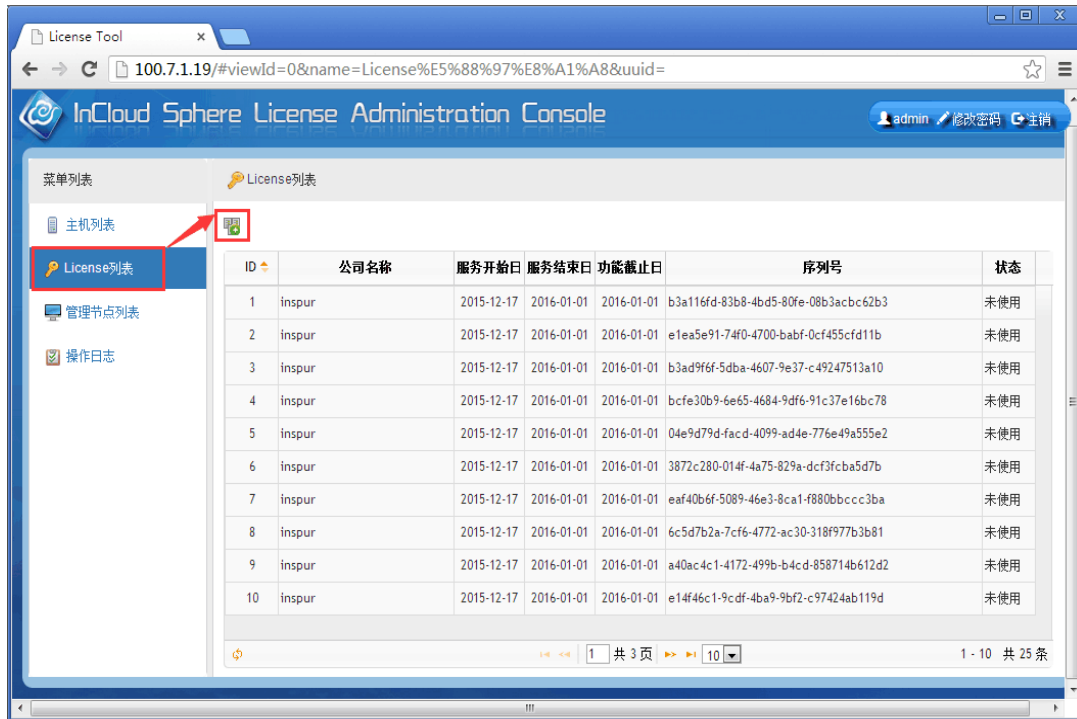 License Tool
100.7.1.19/#viewId=0&name=License%E5%88%97%E8%A1%A8&uuid=
InCloud Sphere License Administration Console
admin 修改密码 注销
菜单列表
License列表
主机列表
License列表
管理节点列表
操作日志
ID 公司名称 服务开始日 服务结束日 功能截止日 序列号 状态
1 inspur 2015-12-17 2016-01-01 2016-01-01 b3a116fd-83b8-4bd5-80fe-08b3acbc62b3 未使用
2 inspur 2015-12-17 2016-01-01 2016-01-01 e1ea5e91-74f0-4700-babf-0cf455cfd11b 未使用
3 inspur 2015-12-17 2016-01-01 2016-01-01 b3ad9f6f-5dba-4607-9e37-c49247513a10 未使用
4 inspur 2015-12-17 2016-01-01 2016-01-01 bcfe30b9-6e65-4684-9df6-91c37e16bc78 未使用
5 inspur 2015-12-17 2016-01-01 2016-01-01 04e9d79d-facd-4099-ad4e-776e49a555e2 未使用
6 inspur 2015-12-17 2016-01-01 2016-01-01 3872c280-014f-4a75-829a-dcf3fcba5d7b 未使用
7 inspur 2015-12-17 2016-01-01 2016-01-01 eaf40b6f-5089-46e3-8ca1-f880bbccc3ba 未使用
8 inspur 2015-12-17 2016-01-01 2016-01-01 6c5d7b2a-7cf6-4772-ac30-318f977b3b81 未使用
9 inspur 2015-12-17 2016-01-01 2016-01-01 a40ac4c1-4172-499b-b4cd-858714b612d2 未使用
10 inspur 2015-12-17 2016-01-01 2016-01-01 e14f46c1-9cdf-4ba9-9bf2-c97424ab119d 未使用
1 共 3 页 10 1 - 10 共 25 条